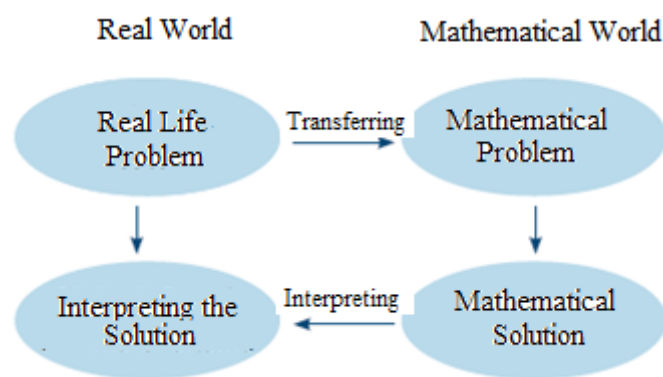 Real World
Mathematical World
Real Life
Problem
Transferring
Mathematical
Problem
Interpreting the
Solution
Interpreting
Mathematical
Solution